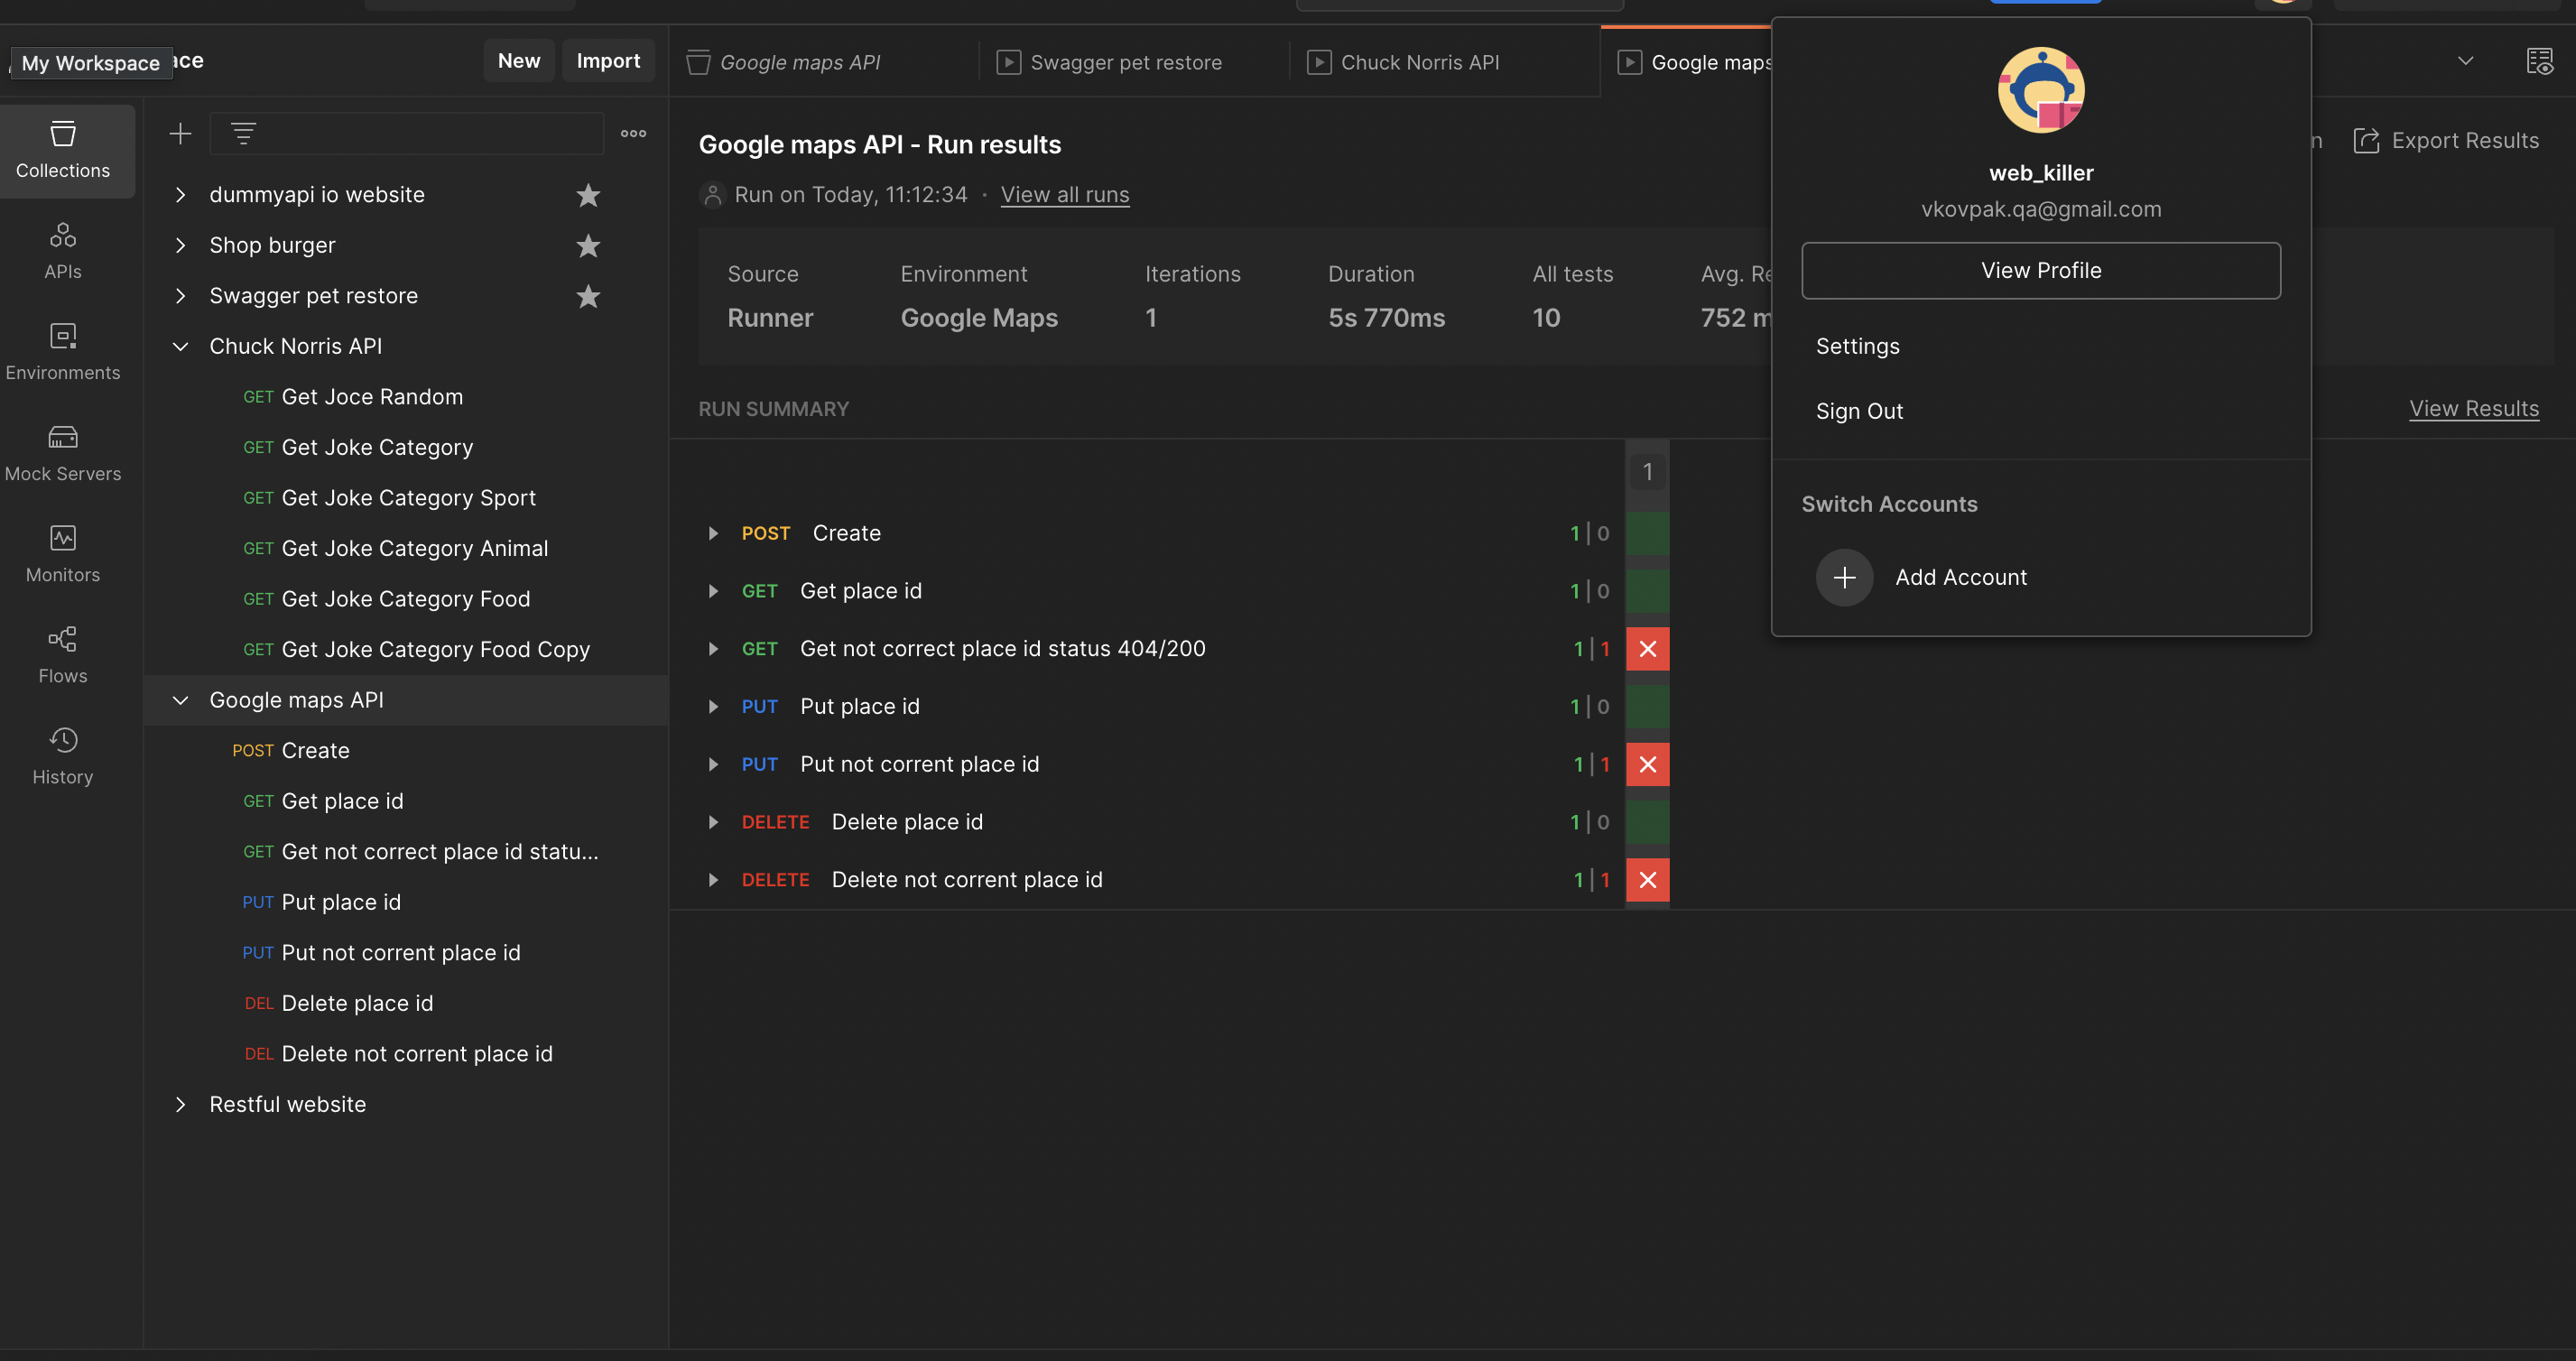 My Workspace
ace
New
Import
Google maps API
Swagger pet restore
Chuck Norris API
Google maps
Collections
APIs
Environments
Mock Servers
Monitors
Flows
History
dummyapi io website
Shop burger
Swagger pet restore
Chuck Norris API
GET Get Joce Random
GET Get Joke Category
GET Get Joke Category Sport
GET Get Joke Category Animal
GET Get Joke Category Food
GET Get Joke Category Food Copy
Google maps API
POST Create
GET Get place id
GET Get not correct place id statu...
PUT Put place id
PUT Put not corrent place id
DEL Delete place id
DEL Delete not corrent place id
Restful website
Google maps API - Run results
Run on Today, 11:12:34 · View all runs
Export Results
Source Environment Iterations Duration All tests Avg. Re
Runner Google Maps 1 5s 770ms 10 752 m
RUN SUMMARY
View Results
1
POST Create 1 | 0
GET Get place id 1 | 0
GET Get not correct place id status 404/200 1 | 1
PUT Put place id 1 | 0
PUT Put not corrent place id 1 | 1
DELETE Delete place id 1 | 0
DELETE Delete not corrent place id 1 | 1
web_killer
vkovpak.qa@gmail.com
View Profile
Settings
Sign Out
Switch Accounts
Add Account